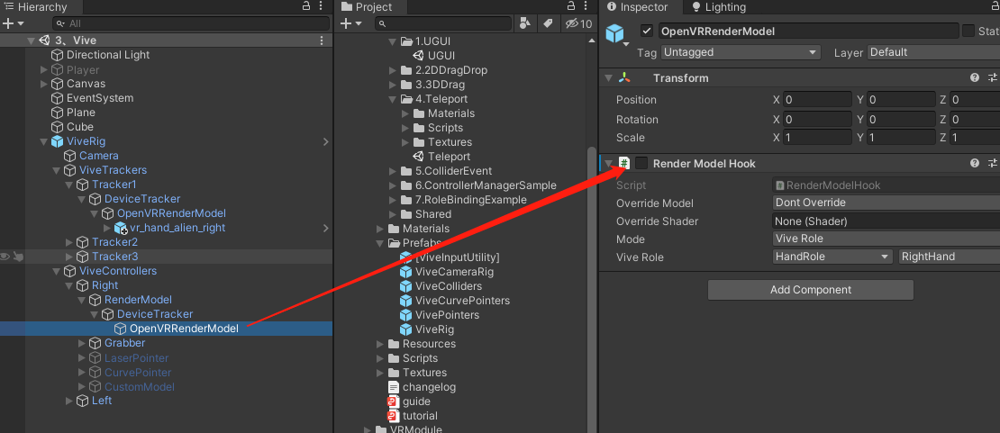 Hierarchy
All
3、Vive
Directional Light
Player
Canvas
EventSystem
Plane
Cube
ViveRig
Camera
ViveTrackers
Tracker1
DeviceTracker
OpenVRRenderModel
vr_hand_alien_right
Tracker2
Tracker3
ViveControllers
Right
RenderModel
DeviceTracker
OpenVRRenderModel
Grabber
LaserPointer
CurvePointer
CustomModel
Left
Project
10
1.UGUI
UGUI
2.2DDragDrop
3.3DDrag
4.Teleport
Materials
Scripts
Textures
Teleport
5.ColliderEvent
6.ControllerManagerSample
7.RoleBindingExample
Shared
Materials
Prefabs
[ViveInputUtility]
ViveCameraRig
ViveColliders
ViveCurvePointers
VivePointers
ViveRig
Resources
Scripts
Textures
changelog
guide
tutorial
VRModule
Inspector Lighting
OpenVRRenderModel Stat
Tag Untagged Layer Default
Transform
Position X 0 Y 0 Z 0
Rotation X 0 Y 0 Z 0
Scale X 1 Y 1 Z 1
# Render Model Hook
Script RenderModelHook
Override Model Dont Override
Override Shader None (Shader)
Mode Vive Role
Vive Role HandRole RightHand
Add Component